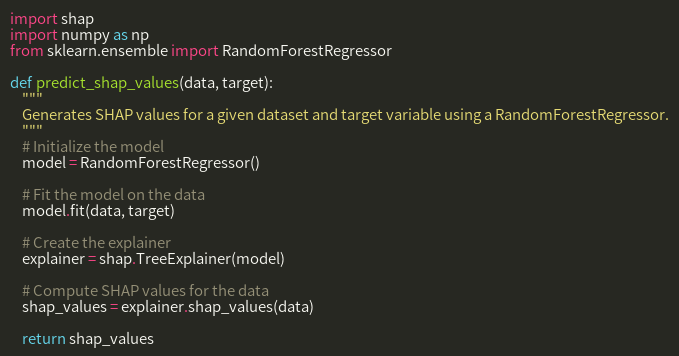 import shap
import numpy as np
from sklearn.ensemble import RandomForestRegressor

def predict_shap_values(data, target):
    """
    Generates SHAP values for a given dataset and target variable using a RandomForestRegressor.
    """
    # Initialize the model
    model = RandomForestRegressor()

    # Fit the model on the data
    model.fit(data, target)

    # Create the explainer
    explainer = shap.TreeExplainer(model)

    # Compute SHAP values for the data
    shap_values = explainer.shap_values(data)

    return shap_values